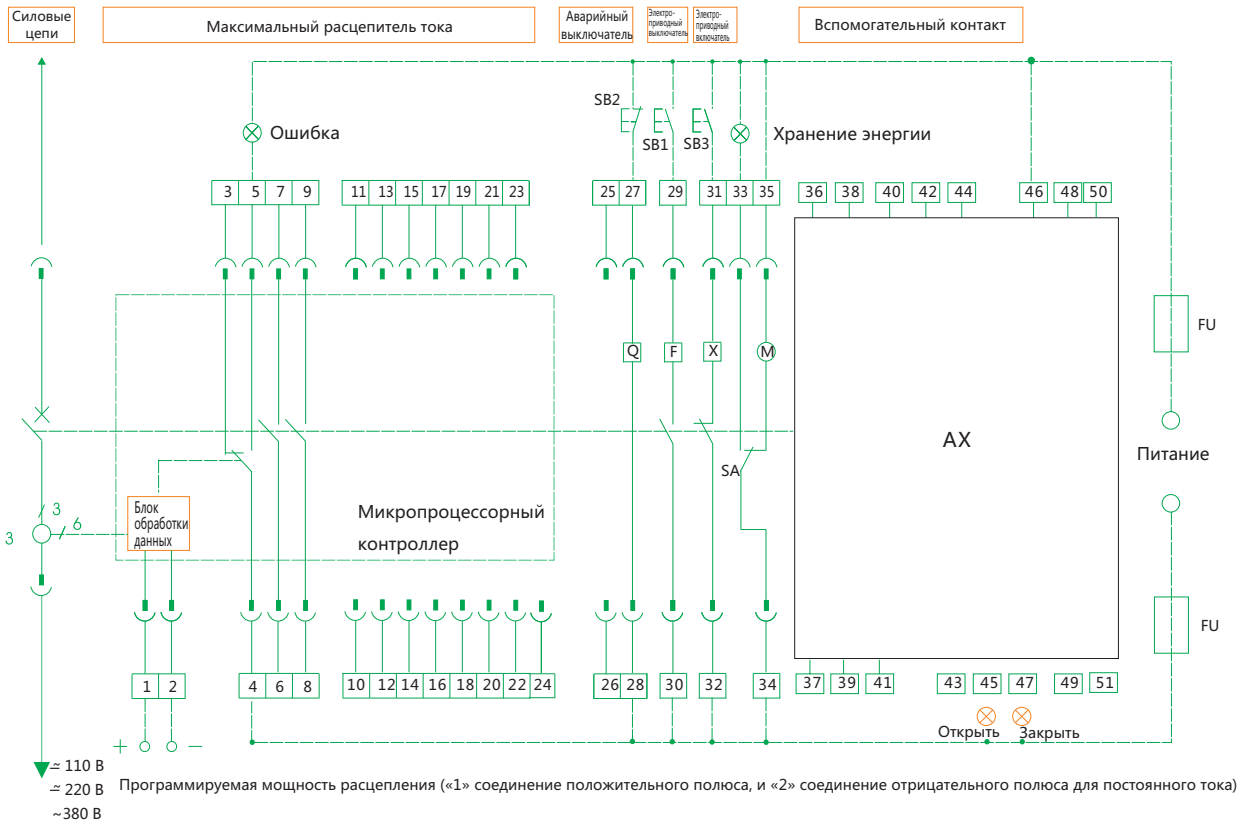 Силовые
цепи
Максимальный расцепитель тока
Аварийный
выключатель
Электро-
приводный
выключатель
Электро-
приводный
включатель
Вспомогательный контакт
SB2
SB1
SB3
Ошибка
Хранение энергии
3 5 7 9
11 13 15 17 19 21 23
25 27
29
31 33 35
36 38 40 42 44
46 48 50
FU
Q F X M
AX
Питание
SA
3
6
3
Блок
обработки
данных
Микропроцессорный
контроллер
FU
1 2
4 6 8
10 12 14 16 18 20 22 24
26 28
30
32
34
37 39 41
43 45 47 49 51
Открыть Закрыть
+ −
≃ 110 В
≃ 220 В
~380 В
Программируемая мощность расцепления («1» соединение положительного полюса, и «2» соединение отрицательного полюса для постоянного тока)